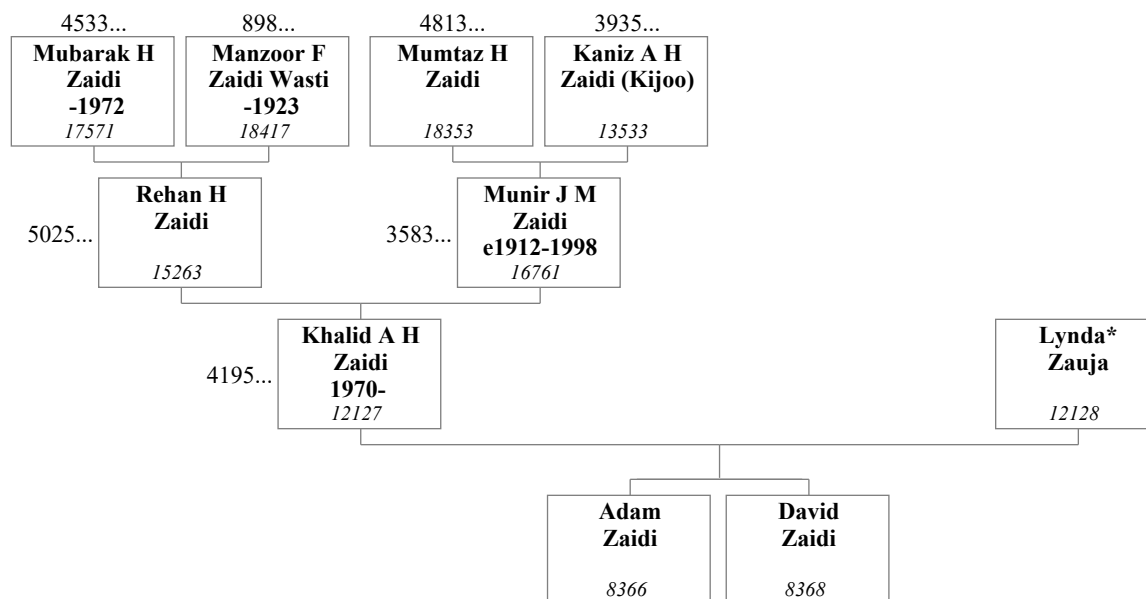 4533... 898... 4813... 3935...
Mubarak H
Zaidi
-1972
17571
Manzoor F
Zaidi Wasti
-1923
18417
Mumtaz H
Zaidi
18353
Kaniz A H
Zaidi (Kijoo)
13533
5025...
Rehan H
Zaidi
15263
3583...
Munir J M
Zaidi
e1912-1998
16761
4195...
Khalid A H
Zaidi
1970-
12127
Lynda*
Zauja
12128
Adam
Zaidi
8366
David
Zaidi
8368